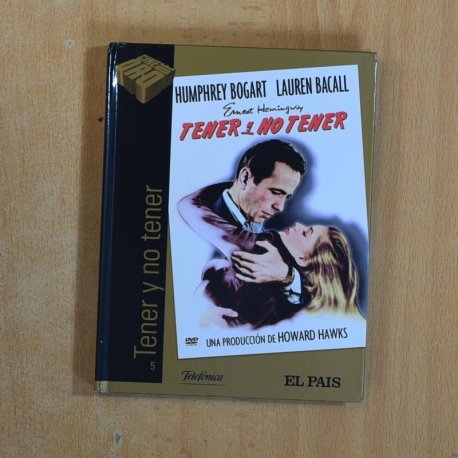 HUMPHREY BOGART LAUREN BACALL
Ernest Hemingway
TENER y NO TENER
5 Tener y no tener
DVD
UNA PRODUCCIÓN DE HOWARD HAWKS
Telefónica
EL PAIS